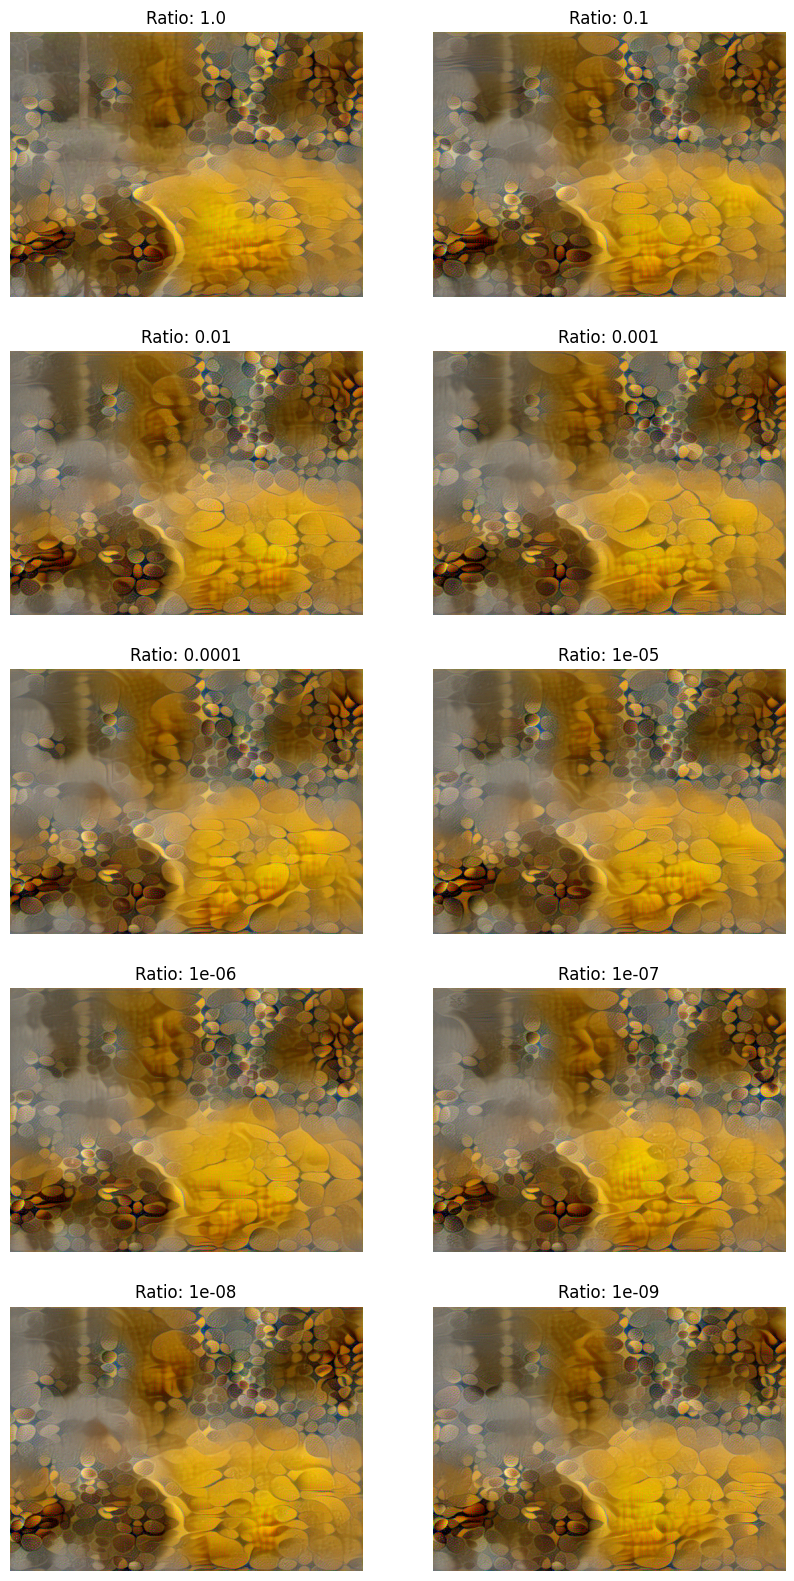 Ratio: 1.0
Ratio: 0.1
Ratio: 0.01
Ratio: 0.001
Ratio: 0.0001
Ratio: 1e-05
Ratio: 1e-06
Ratio: 1e-07
Ratio: 1e-08
Ratio: 1e-09